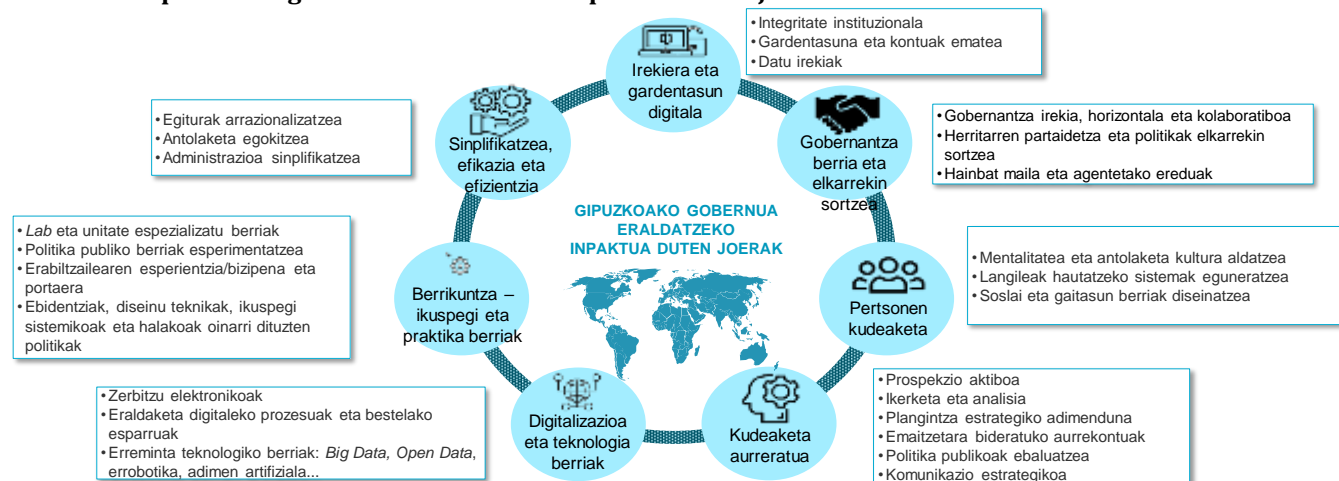 • Integritate instituzionala
• Gardentasuna eta kontuak ematea
• Datu irekiak
Irekiera eta
gardentasun
digitala
• Egiturak arrazionalizatzea
• Antolaketa egokitzea
• Administrazioa sinplifikatzea
Sinplifikatzea,
efikazia eta
efizientzia
Gobernantza
berria eta
elkarrekin
sortzea
• Gobernantza irekia, horizontala eta kolaboratiboa
• Herritarren partaidetza eta politikak elkarrekin
sortzea
• Hainbat maila eta agentetako ereduak
GIPUZKOAKO GOBERNUA
ERALDATZEKO
INPAKTUA DUTEN JOERAK
• Lab eta unitate espezializatu berriak
• Politika publiko berriak esperimentatzea
• Erabiltzailearen esperientzia/bizipena eta
portaera
• Ebidentziak, diseinu teknikak, ikuspegi
sistemikoak eta halakoak oinarri dituzten
politikak
Berrikuntza –
ikuspegi eta
praktika berriak
Pertsonen
kudeaketa
• Mentalitatea eta antolaketa kultura aldatzea
• Langileak hautatzeko sistemak eguneratzea
• Soslai eta gaitasun berriak diseinatzea
• Zerbitzu elektronikoak
• Eraldaketa digitaleko prozesuak eta bestelako
esparruak
• Erreminta teknologiko berriak: Big Data, Open Data,
errobotika, adimen artifiziala...
Digitalizazioa
eta teknologia
berriak
Kudeaketa
aurreratua
• Prospekzio aktiboa
• Ikerketa eta analisia
• Plangintza estrategiko adimenduna
• Emaitzetara bideratuko aurrekontuak
• Politika publikoak ebaluatzea
• Komunikazio estrategikoa